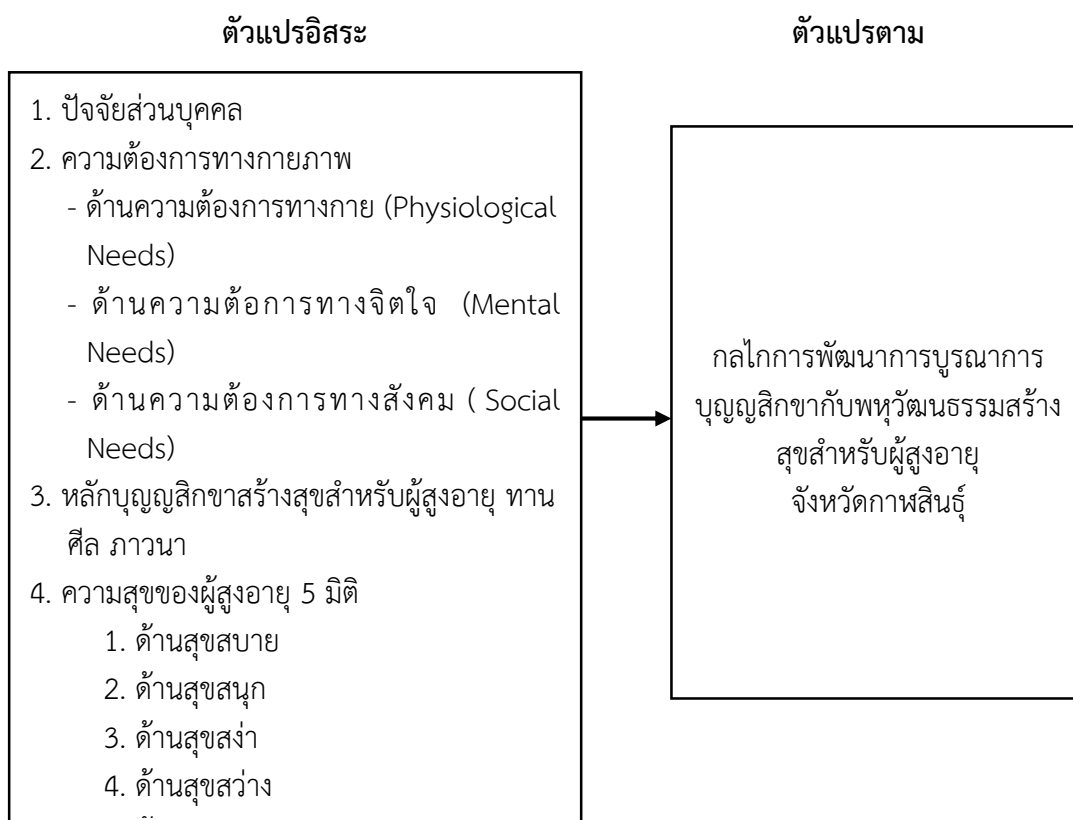 ตัวแปรอิสระ
ตัวแปรตาม
1. ปัจจัยส่วนบุคคล
2. ความต้องการทางกายภาพ
- ด้านความต้องการทางกาย (Physiological
Needs)
- ด้านความต้อการทางจิตใจ (Mental
Needs)
- ด้านความต้องการทางสังคม ( Social
Needs)
3. หลักบุญญสิกขาสร้างสุขสำหรับผู้สูงอายุ ทาน
ศีล ภาวนา
4. ความสุขของผู้สูงอายุ 5 มิติ
1. ด้านสุขสบาย
2. ด้านสุขสนุก
3. ด้านสุขสง่า
4. ด้านสุขสว่าง
กลไกการพัฒนาการบูรณาการ
บุญญสิกขากับพหุวัฒนธรรมสร้าง
สุขสำหรับผู้สูงอายุ
จังหวัดกาฬสินธุ์